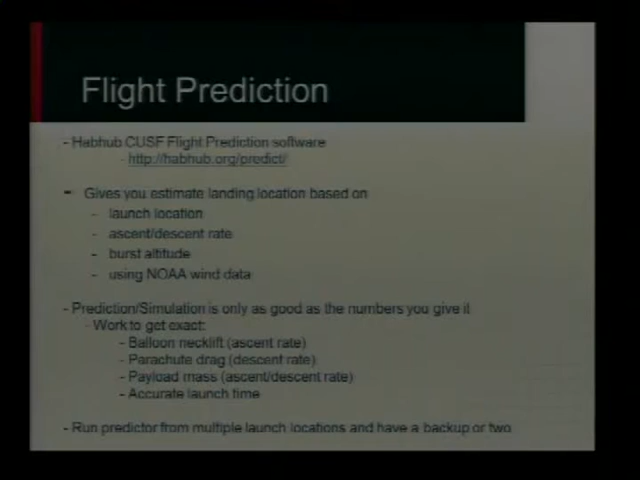 Flight Prediction
- Habhub CUSF Flight Prediction software
- http://habhub.org/predict/
- Gives you estimate landing location based on
- launch location
- ascent/descent rate
- burst altitude
- using NOAA wind data
- Prediction/Simulation is only as good as the numbers you give it
- Work to get exact:
- Balloon necklift (ascent rate)
- Parachute drag (descent rate)
- Payload mass (ascent/descent rate)
- Accurate launch time
- Run predictor from multiple launch locations and have a backup or two